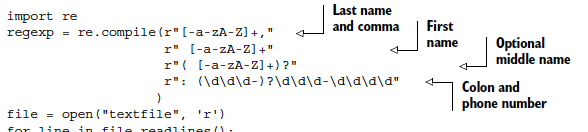 import re
regexp = re.compile(r"[-a-zA-Z]+,"
r" [-a-zA-Z]+"
r"( [-a-zA-Z]+)?"
r": (\d\d\d-)?\d\d\d-\d\d\d\d"
)
file = open("textfile", 'r')
for line in file.readlines():
Last name
and comma
First
name
Optional
middle name
Colon and
phone number